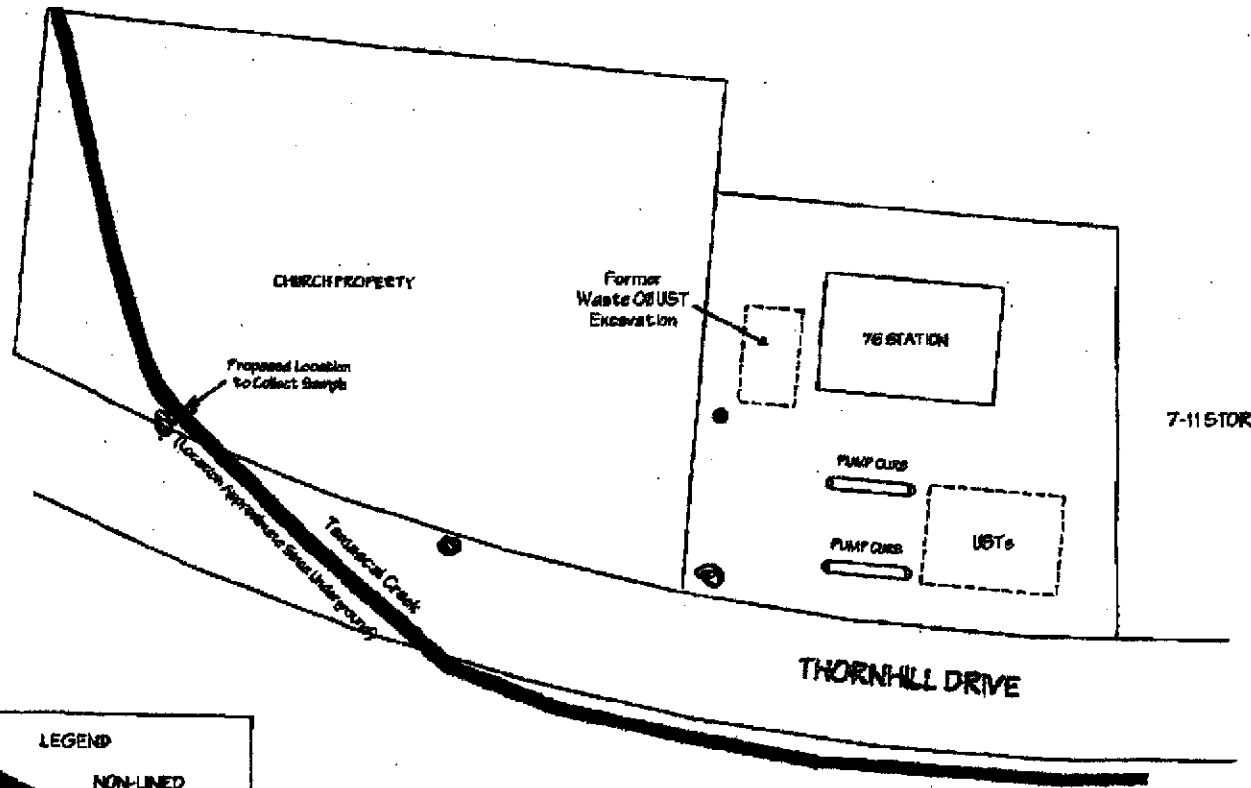 CHURCH PROPERTY
Former
Waste Oil UST
Excavation
76 STATION
Proposed Location
to Collect Sample
7-11 STOR
PUMP CURB
PUMP CURB
USTs
(Location Approximate Since Underground)
Temescal Creek
THORNHILL DRIVE
LEGEND
NON-LINED